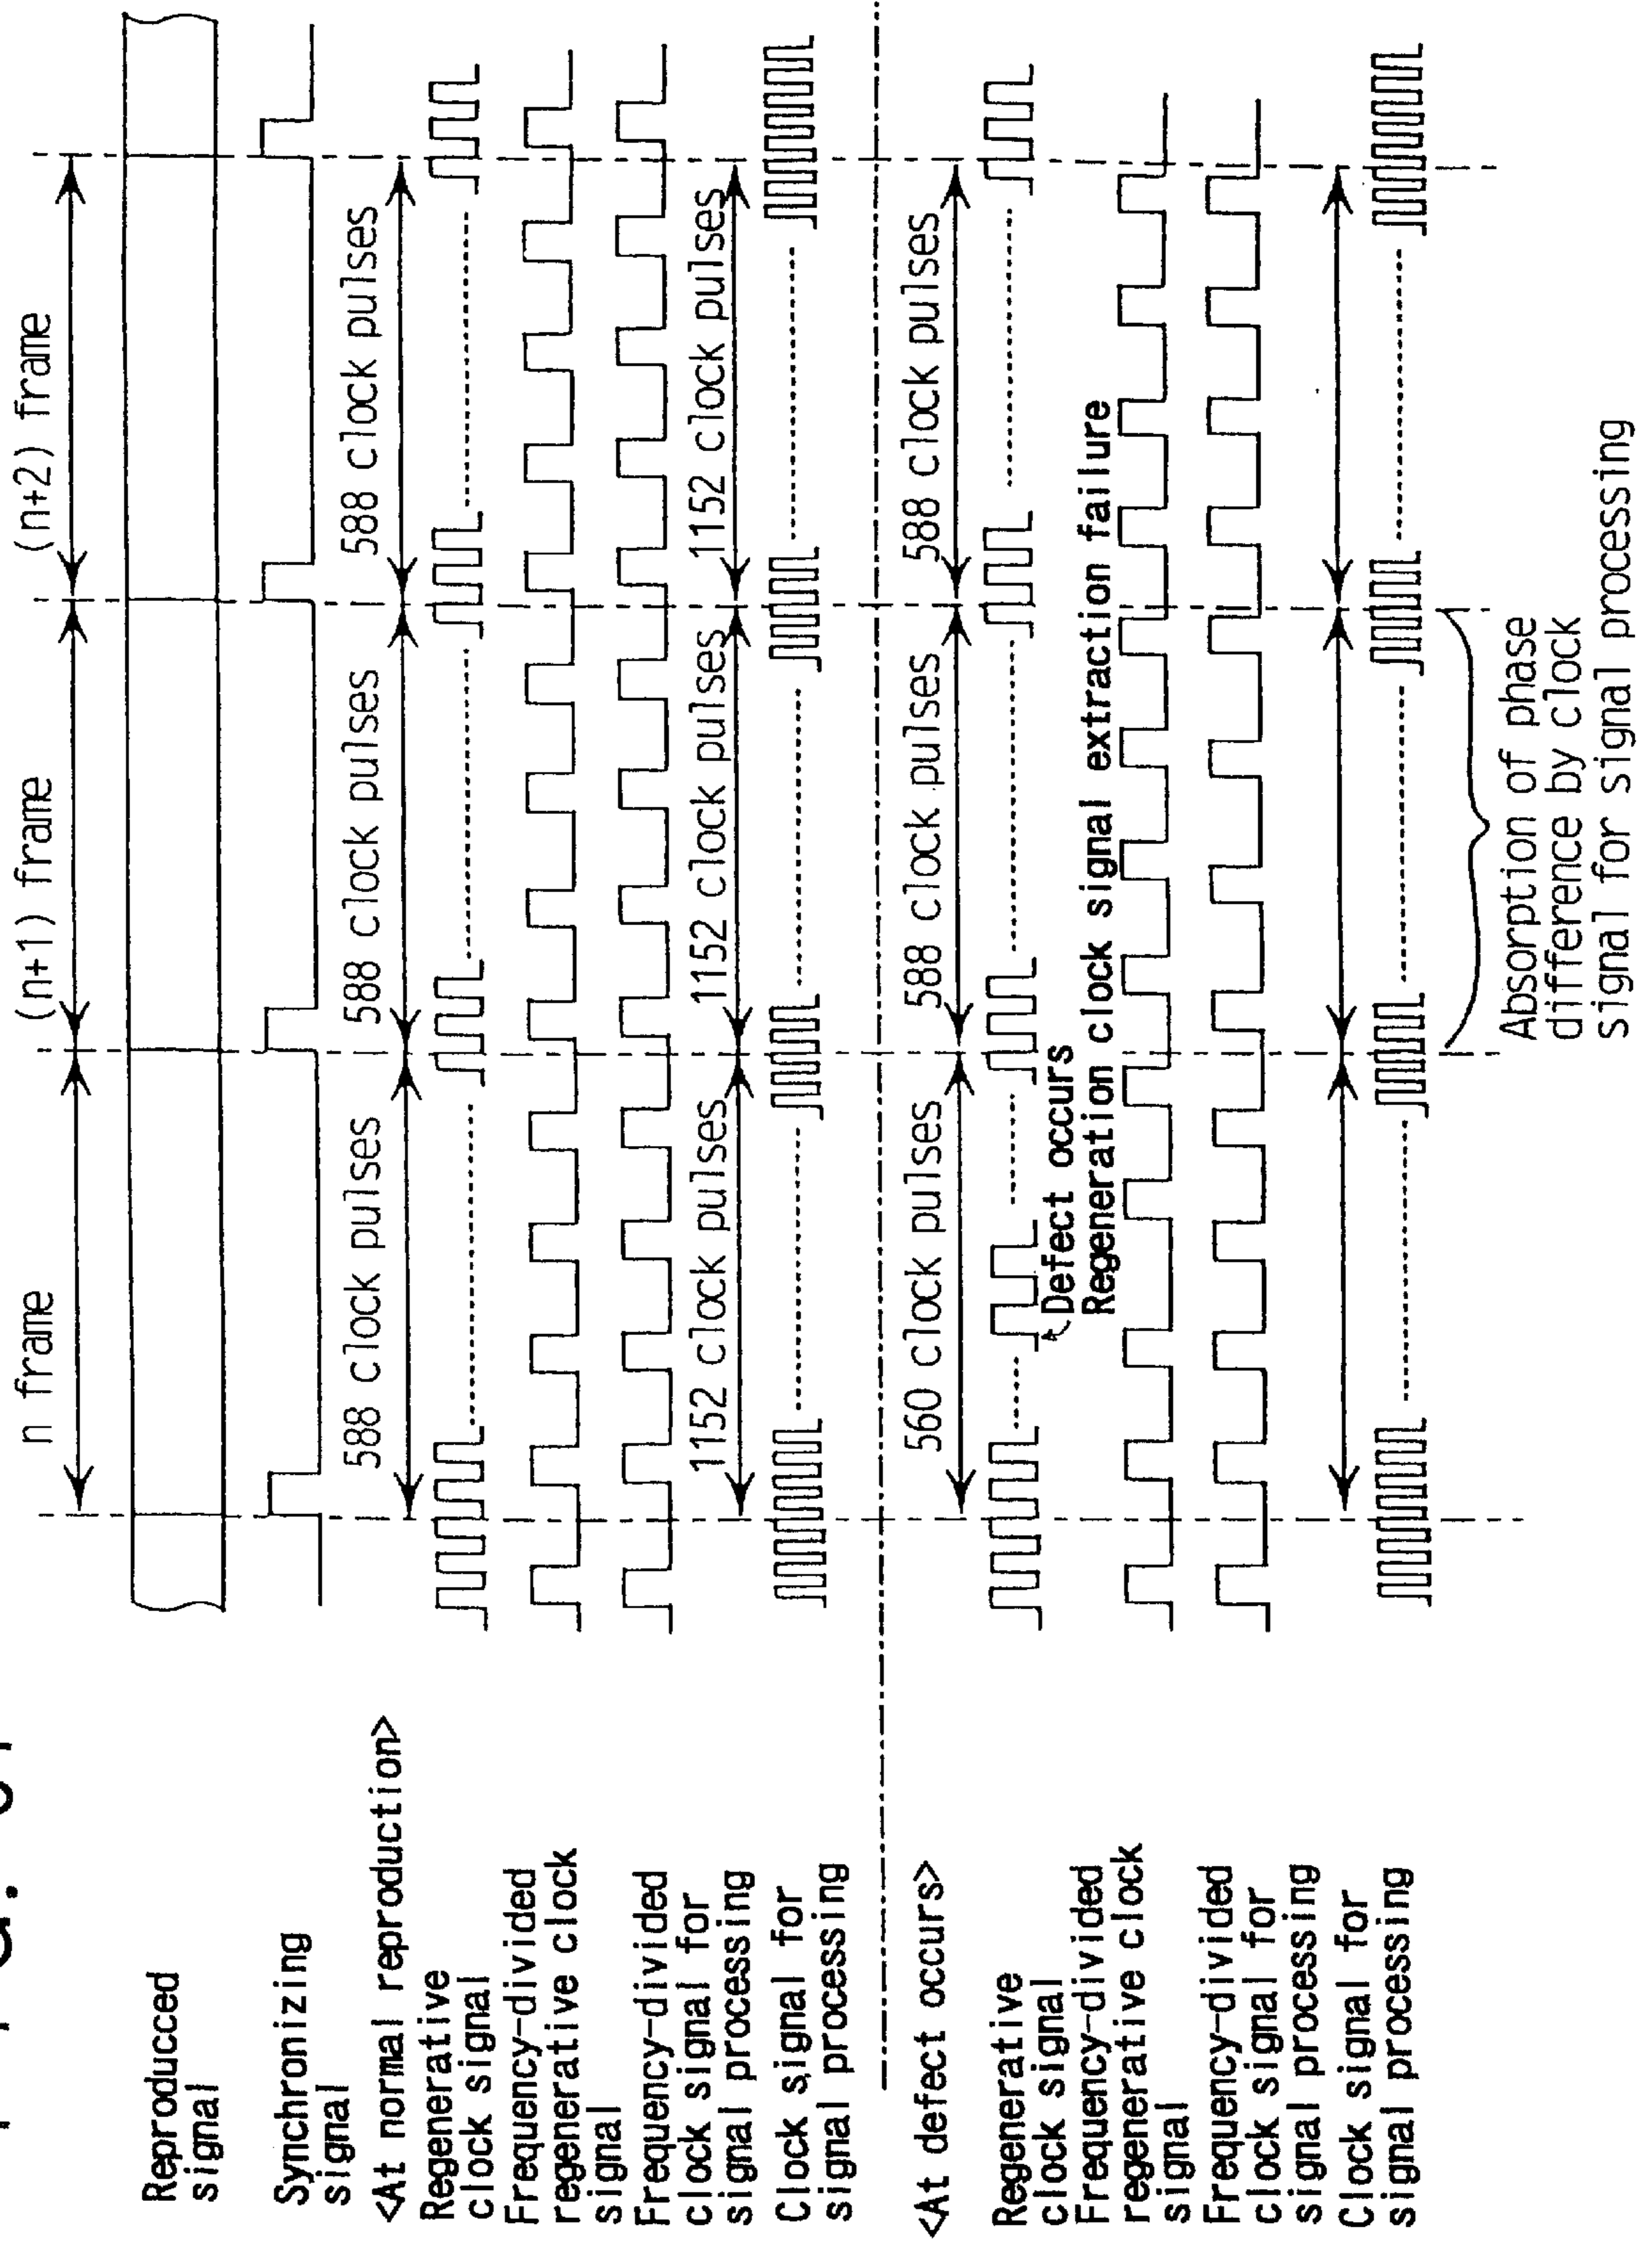 n frame
(n+1) frame
(n+2) frame
Reproducced
signal
Synchronizing
signal
<At normal reproduction>
588 clock pulses
588 clock pulses
588 clock pulses
Regenerative
clock signal
Frequency-divided
regenerative clock
signal
Frequency-divided
clock signal for
signal processing
1152 clock pulses
1152 clock pulses
1152 clock pulses
Clock signal for
signal processing
<At defect occurs>
560 clock pulses
588 clock pulses
588 clock pulses
Regenerative
clock signal
Defect occurs
Regeneration clock signal extraction failure
Frequency-divided
regenerative clock
signal
Frequency-divided
clock signal for
signal processing
Clock signal for
signal processing
Absorption of phase
difference by clock
signal for signal processing